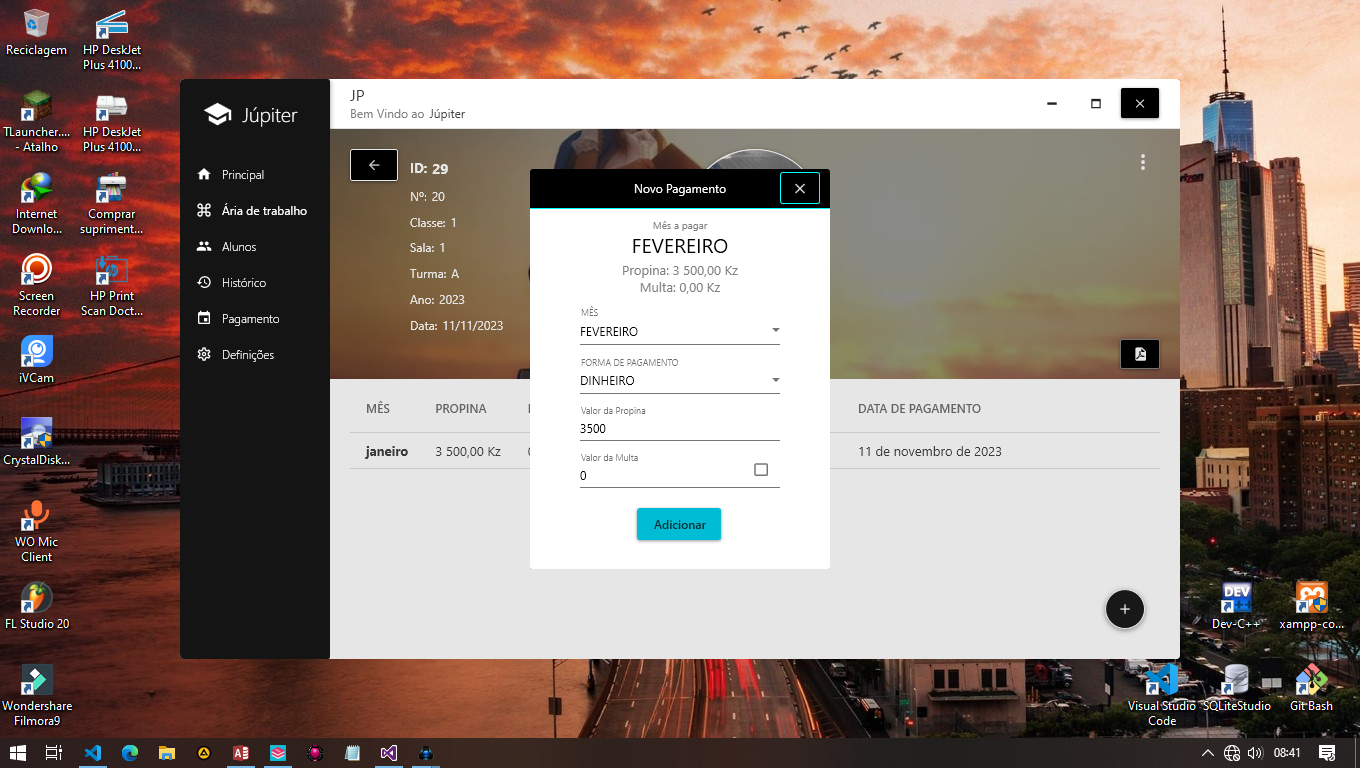 Reciclagem
HP DeskJet
Plus 4100...
TLauncher....
- Atalho
HP DeskJet
Plus 4100...
Internet
Downlo...
Comprar
supriment...
Screen
Recorder
HP Print
Scan Doct...
iVCam
CrystalDisk...
WO Mic
Client
FL Studio 20
Wondershare
Filmora9
Júpiter
Principal
Ária de trabalho
Alunos
Histórico
Pagamento
Definições
JP
Bem Vindo ao Júpiter
ID: 29
Nº: 20
Classe: 1
Sala: 1
Turma: A
Ano: 2023
Data: 11/11/2023
Novo Pagamento
Mês a pagar
FEVEREIRO
Propina: 3 500,00 Kz
Multa: 0,00 Kz
MÊS
FEVEREIRO
FORMA DE PAGAMENTO
DINHEIRO
Valor da Propina
3500
Valor da Multa
0
Adicionar
MÊS PROPINA DATA DE PAGAMENTO
janeiro 3 500,00 Kz 11 de novembro de 2023
verizon
DEV
Dev-C++
xampp-co...
Visual Studio
Code
SQLiteStudio
Git Bash
08:41